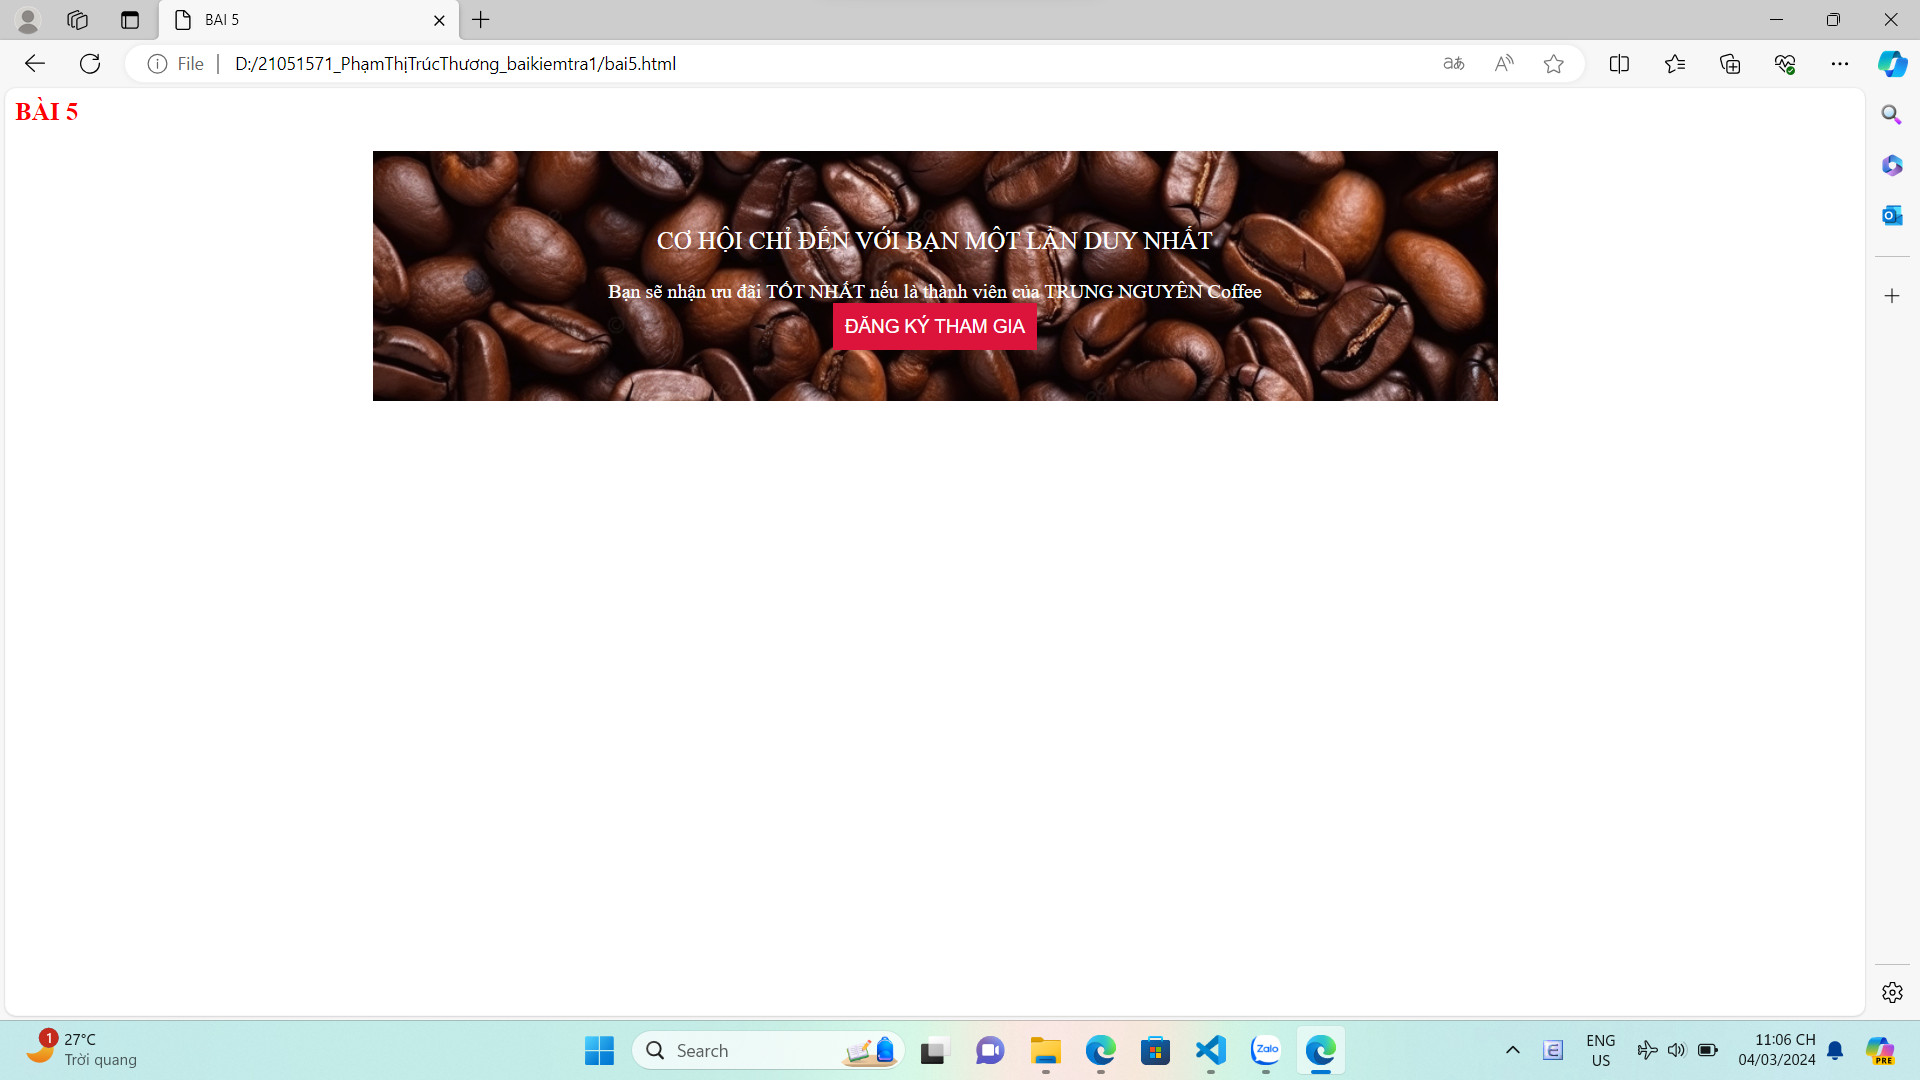 BAI 5
File
D:/21051571_PhạmThịTrúcThương_baikiemtra1/bai5.html
BÀI 5
CƠ HỘI CHỈ ĐẾN VỚI BẠN MỘT LẦN DUY NHẤT
Bạn sẽ nhận ưu đãi TỐT NHẤT nếu là thành viên của TRUNG NGUYÊN Coffee
ĐĂNG KÝ THAM GIA
1
27°C
Trời quang
Search
Zalo
ENG
US
11:06 CH
04/03/2024
PRE